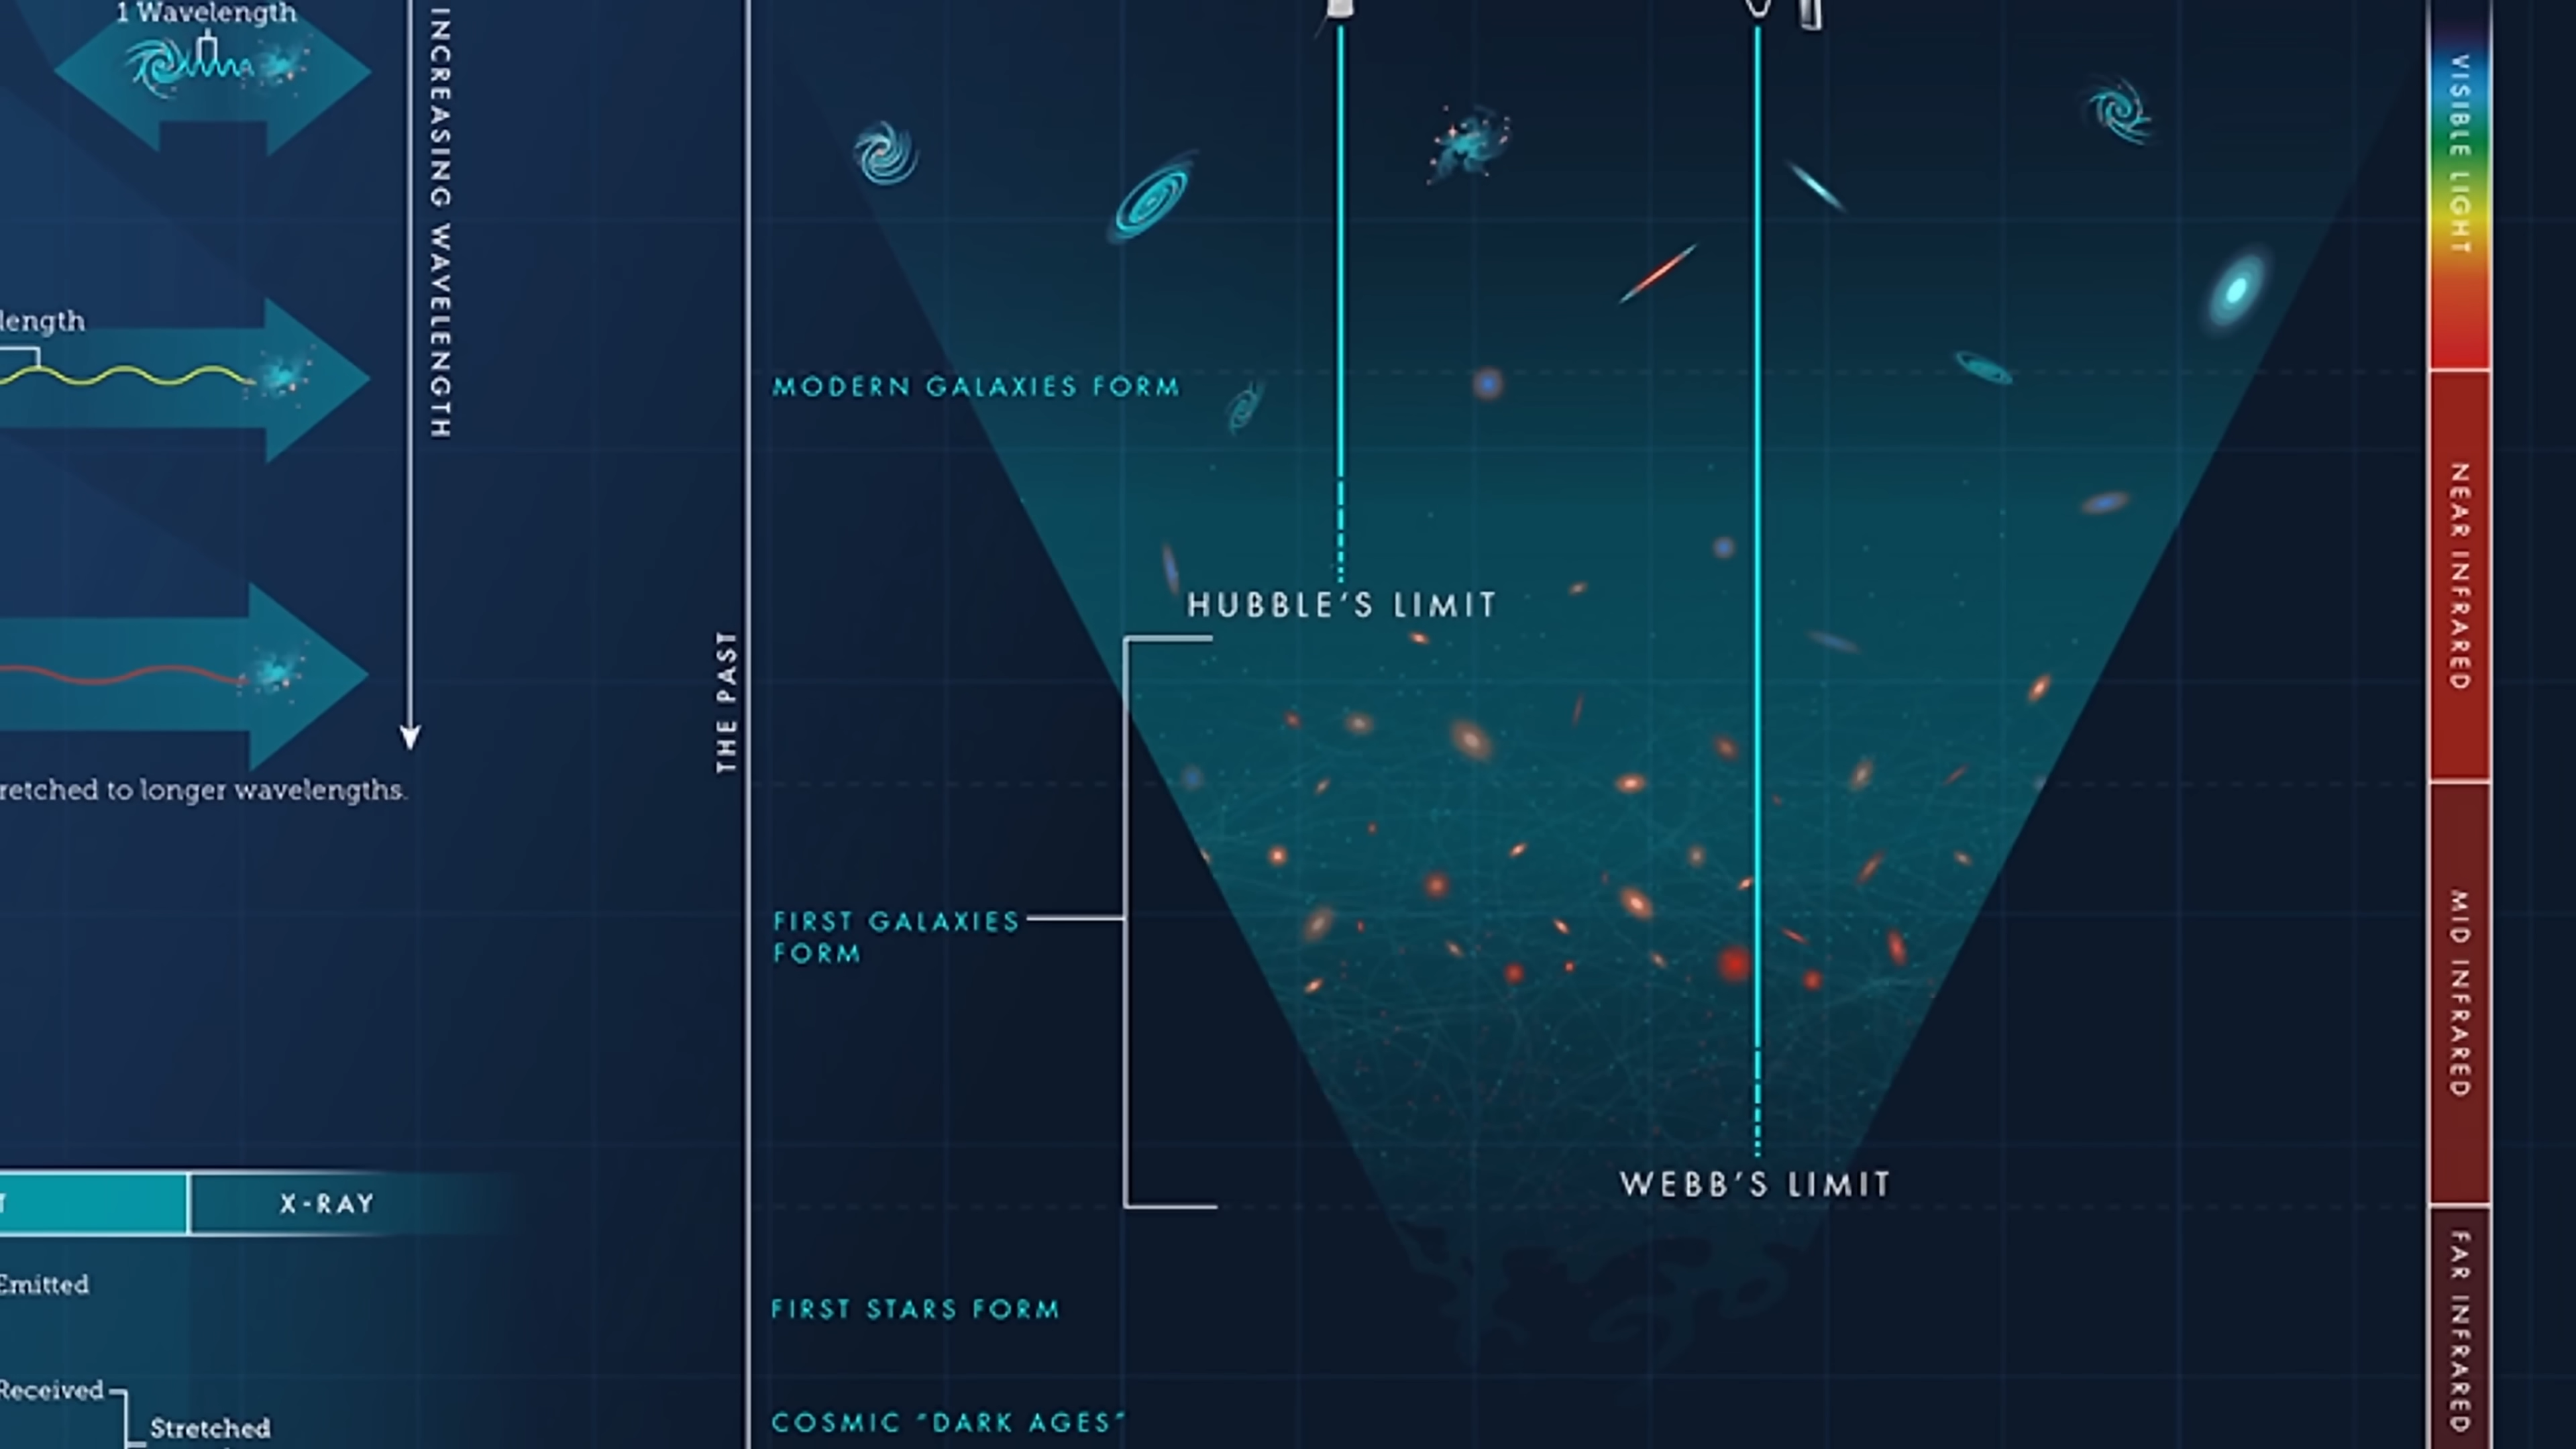 1 Wavelength
INCREASING WAVELENGTH
length
retched to longer wavelengths.
X-RAY
Emitted
Received
Stretched
THE PAST
MODERN GALAXIES FORM
HUBBLE'S LIMIT
FIRST GALAXIES
FORM
WEBB'S LIMIT
FIRST STARS FORM
COSMIC "DARK AGES"
VISIBLE LIGHT
NEAR INFRARED
MID INFRARED
FAR INFRARED